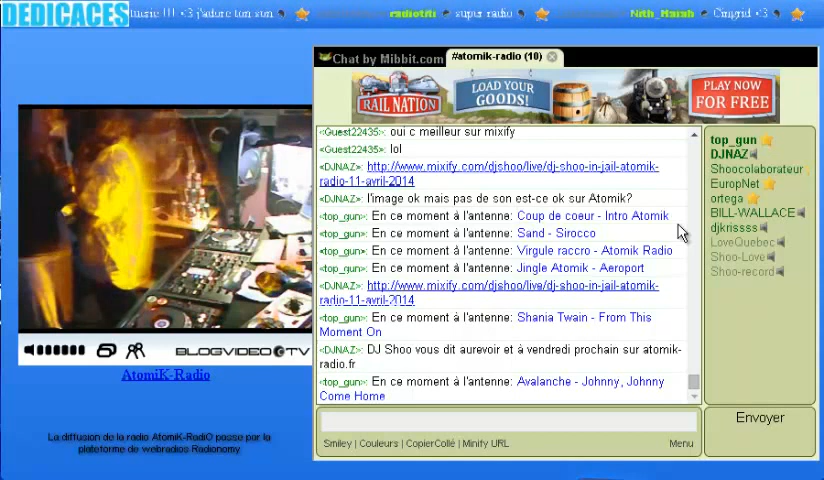 DEDICACES
music !!! <3 j'adore ton son
radiotiti
super radio
Nith_Marah
Cimgrid <3
Chat by Mibbit.com
#atomik-radio (10)
RAIL NATION
LOAD YOUR
GOODS!
PLAY NOW
FOR FREE
<Guest22435>: oui c meilleur sur mixify
<Guest22435>: lol
<DJNAZ>: http://www.mixify.com/djshoo/live/dj-shoo-in-jail-atomik-
radio-11-avril-2014
<DJNAZ>: l'image ok mais pas de son est-ce ok sur Atomik?
<top_gun>: En ce moment à l'antenne: Coup de coeur - Intro Atomik
<top_gun>: En ce moment à l'antenne: Sand - Sirocco
<top_gun>: En ce moment à l'antenne: Virgule raccro - Atomik Radio
<top_gun>: En ce moment à l'antenne: Jingle Atomik - Aeroport
<DJNAZ>: http://www.mixify.com/djshoo/live/dj-shoo-in-jail-atomik-
radio-11-avril-2014
<top_gun>: En ce moment à l'antenne: Shania Twain - From This
Moment On
<DJNAZ>: DJ Shoo vous dit aurevoir et à vendredi prochain sur atomik-
radio.fr
<top_gun>: En ce moment à l'antenne: Avalanche - Johnny, Johnny
Come Home
top_gun
DJNAZ
Shoocolaborateur
EuropNet
ortega
BILL-WALLACE
djkrissss
LoveQuebec
Shoo-Love
Shoo-record
Envoyer
Smiley | Couleurs | CopierCollé | Minify URL
Menu
BLOGVIDEO TV
AtomiK-Radio
La diffusion de la radio AtomiK-RadiO passe par la
plateforme de webradios Radionomy